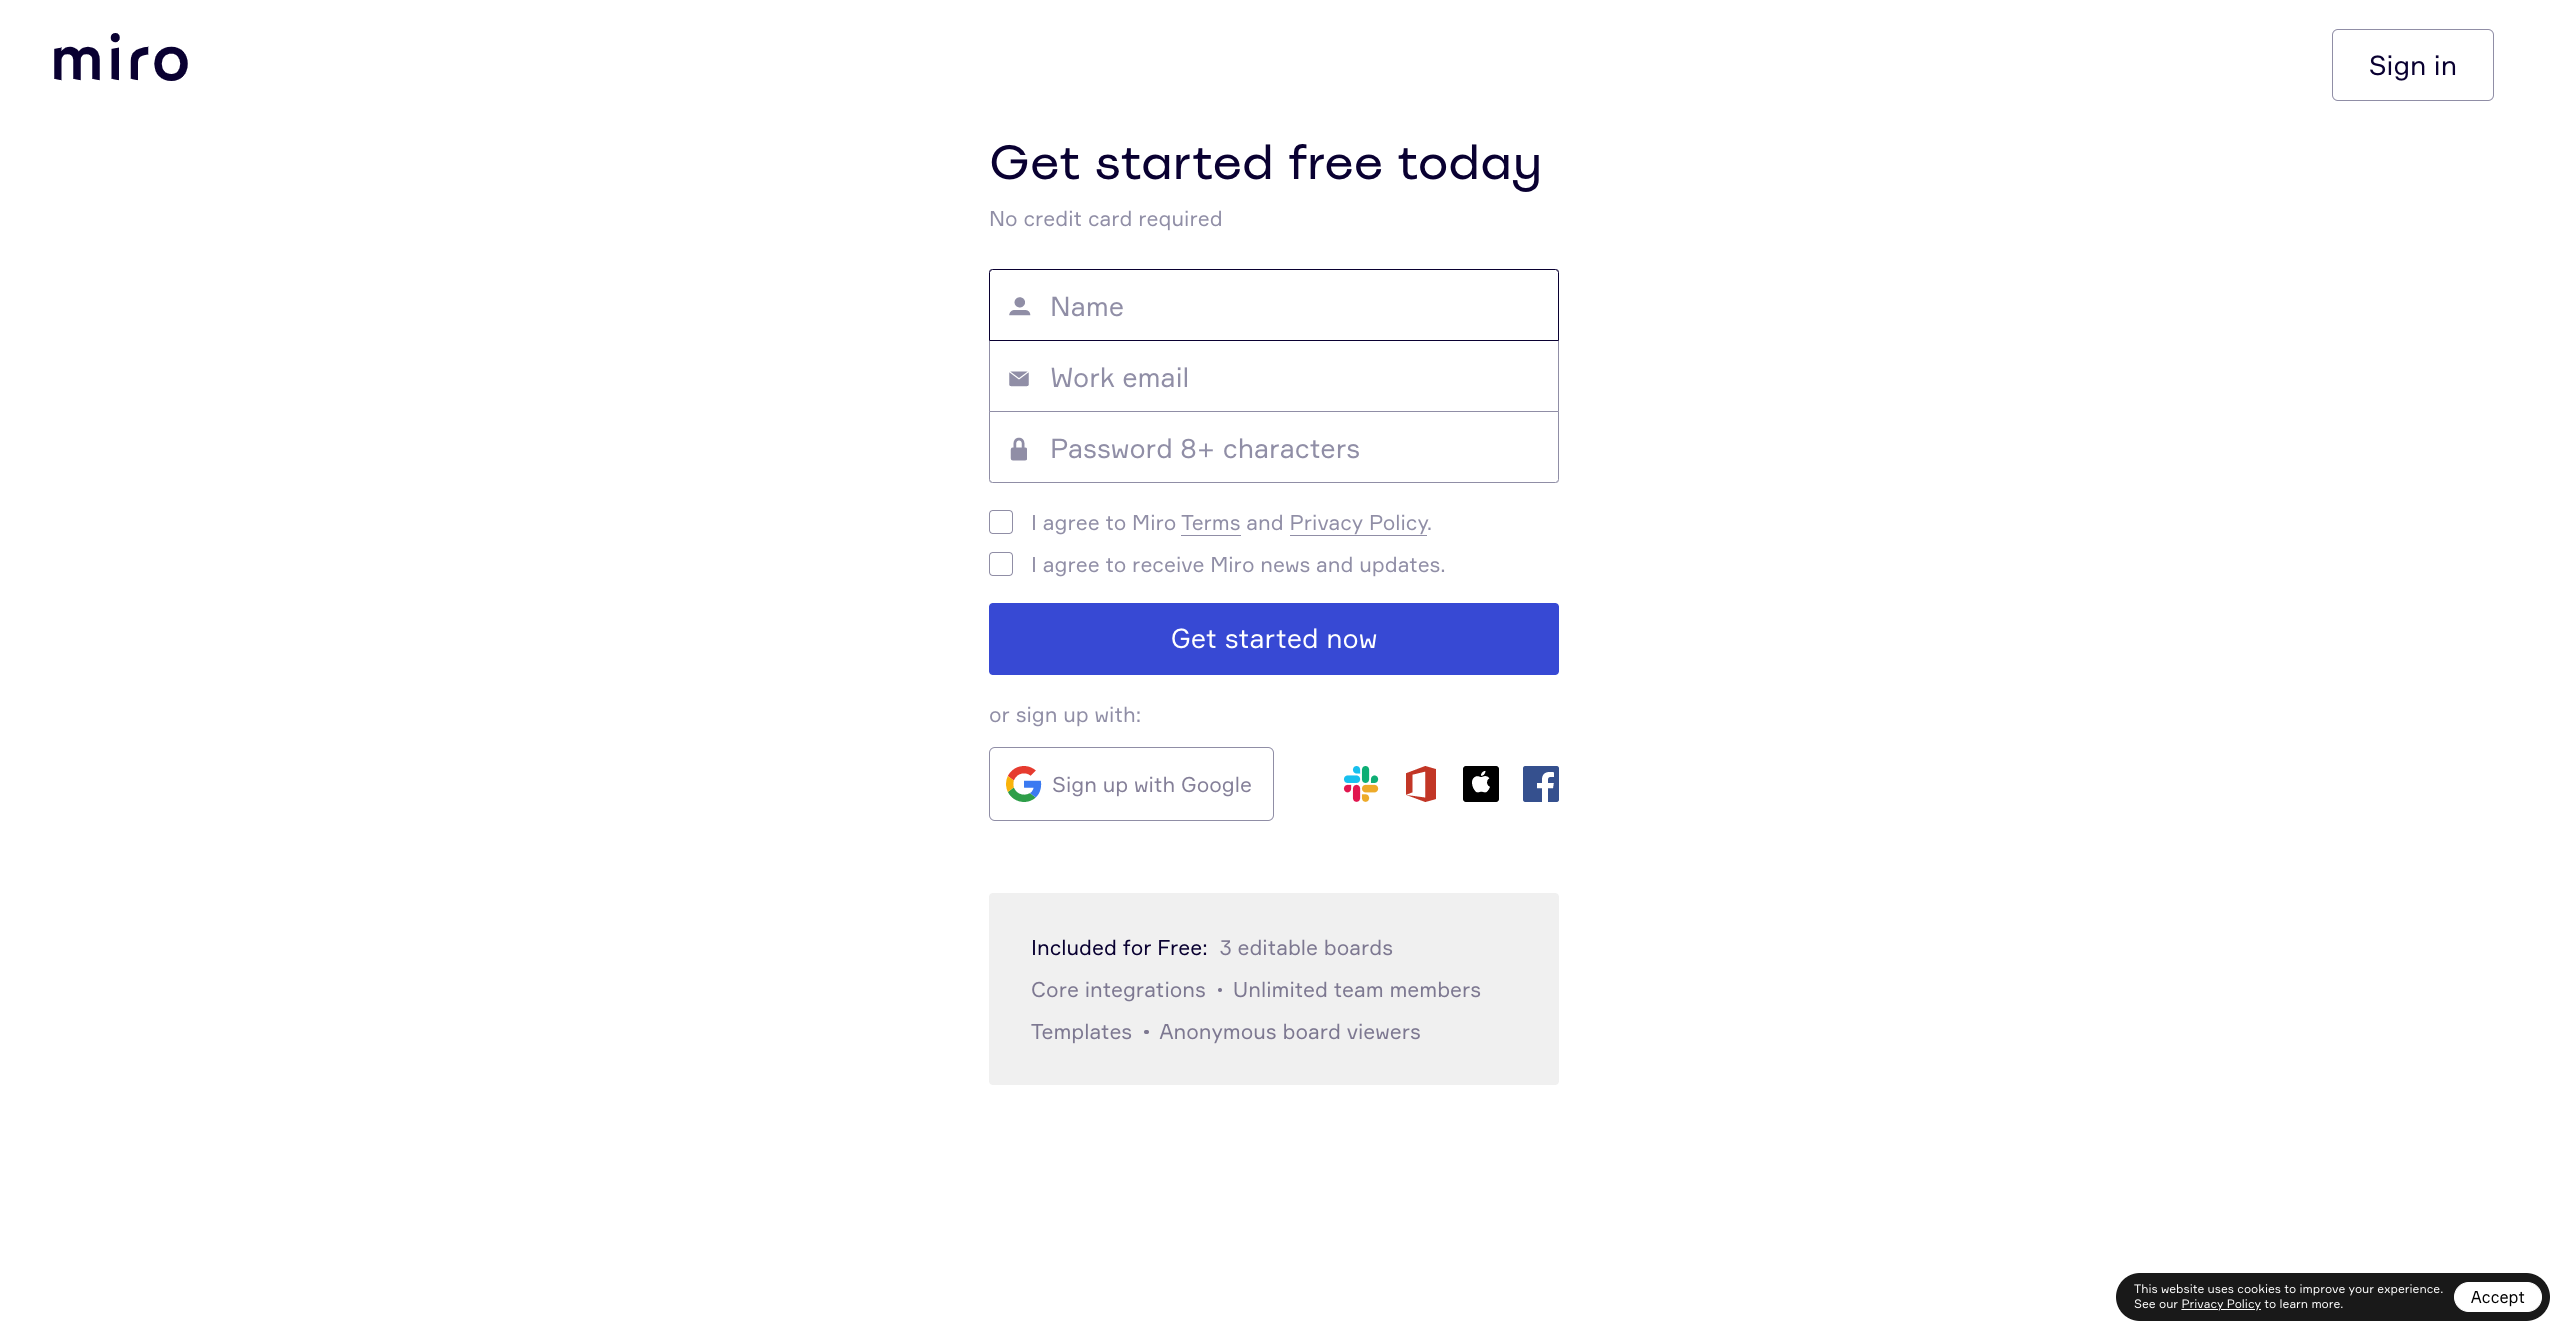 miro
Sign in
Get started free today
No credit card required
Name
Work email
Password 8+ characters
I agree to Miro Terms and Privacy Policy.
I agree to receive Miro news and updates.
Get started now
or sign up with:
Sign up with Google
Included for Free: 3 editable boards
Core integrations • Unlimited team members
Templates • Anonymous board viewers
This website uses cookies to improve your experience.
See our Privacy Policy to learn more.
Accept